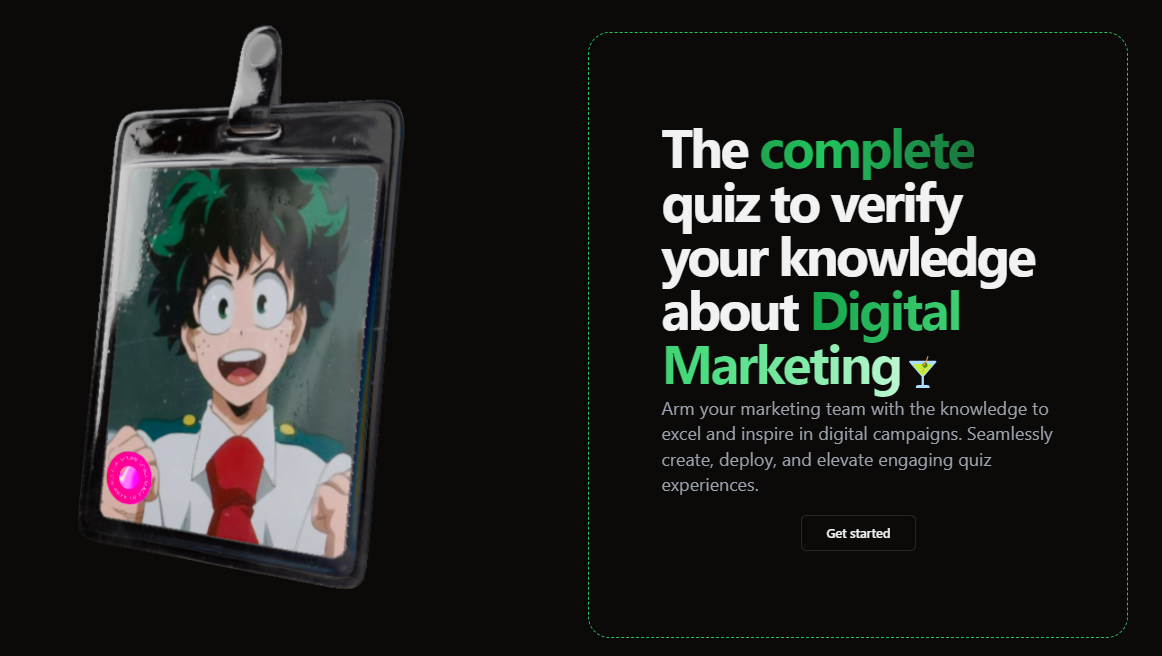 The complete
quiz to verify
your knowledge
about Digital
Marketing🍸
Arm your marketing team with the knowledge to
excel and inspire in digital campaigns. Seamlessly
create, deploy, and elevate engaging quiz
experiences.
Get started